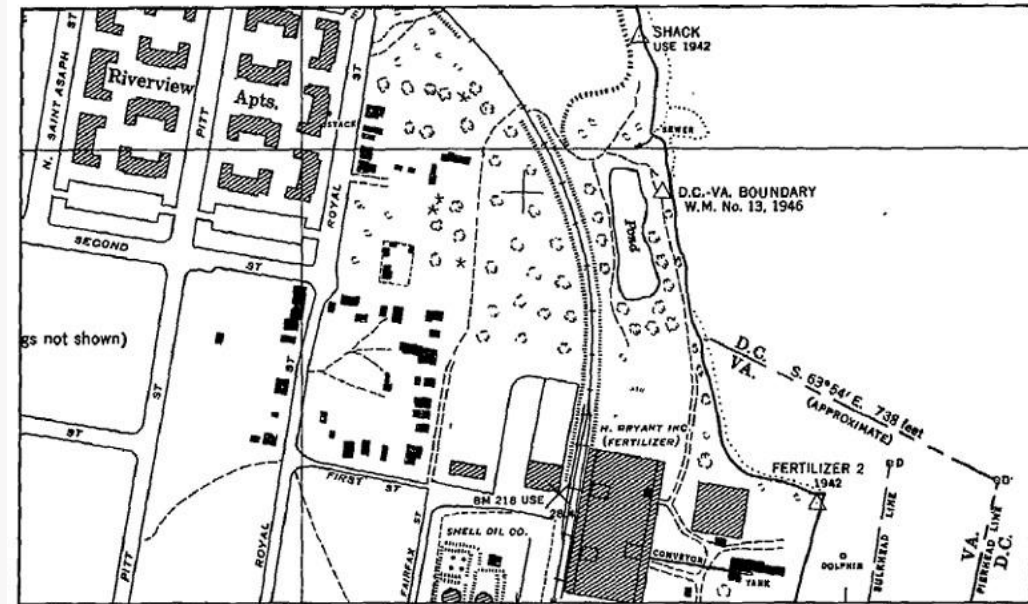 SHACK
USE 1942
N. SAINT ASAPH
ST
Riverview
Apts.
PITT
ST
STACK
ROYAL
ST
SEWER
D.C.-VA. BOUNDARY
W.M. No. 13, 1946
Pond
SECOND
ST
gs not shown)
D.C.
VA.
S. 63° 54' E. 738 feet
(APPROXIMATE)
ST
ST
ST
H. BRYANT INC
(FERTILIZER)
FERTILIZER 2
1942
D
D'
FIRST ST
BM 218 USE
SHELL OIL CO.
PITT
ROYAL
FAIRFAX
ST
CONVEYOR
TANK
DOLPHIN
BULKHEAD LINE
PIERHEAD LINE
VA.
D.C.